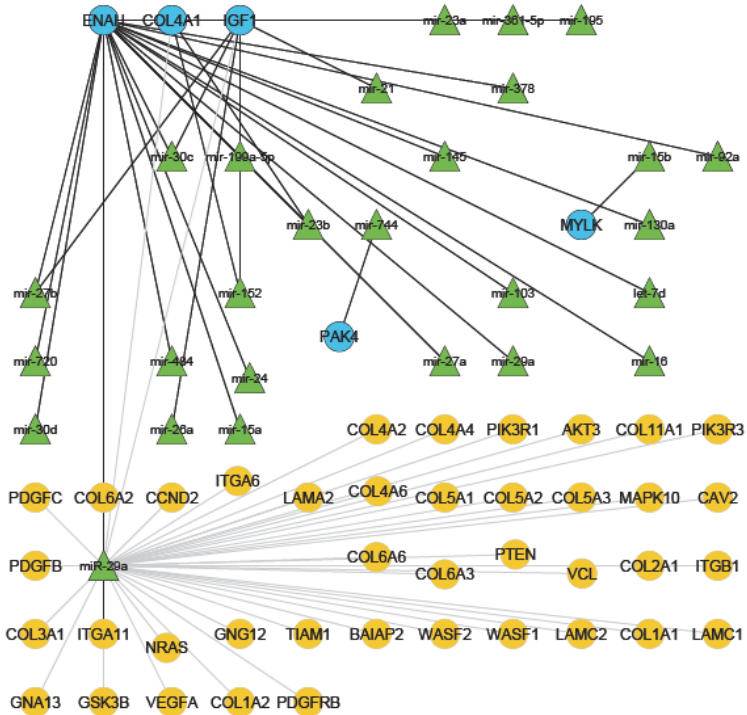 ENAH COL4A1 IGF1 mir-23a mir-361-5p mir-195
mir-21 mir-378
mir-30c mir-199a-5p mir-145 mir-15b mir-92a
mir-23b mir-744 MYLK mir-130a
mir-27b mir-152 mir-103 let-7d
PAK4
mir-720 mir-484 mir-24 mir-27a mir-29a mir-16
mir-30d mir-26a mir-15a COL4A2 COL4A4 PIK3R1 AKT3 COL11A1 PIK3R3
PDGFC COL6A2 CCND2 ITGA6 LAMA2 COL4A6 COL5A1 COL5A2 COL5A3 MAPK10 CAV2
PDGFB miR-29a COL6A6 COL6A3 PTEN VCL COL2A1 ITGB1
COL3A1 ITGA11 NRAS GNG12 TIAM1 BAIAP2 WASF2 WASF1 LAMC2 COL1A1 LAMC1
GNA13 GSK3B VEGFA COL1A2 PDGFRB